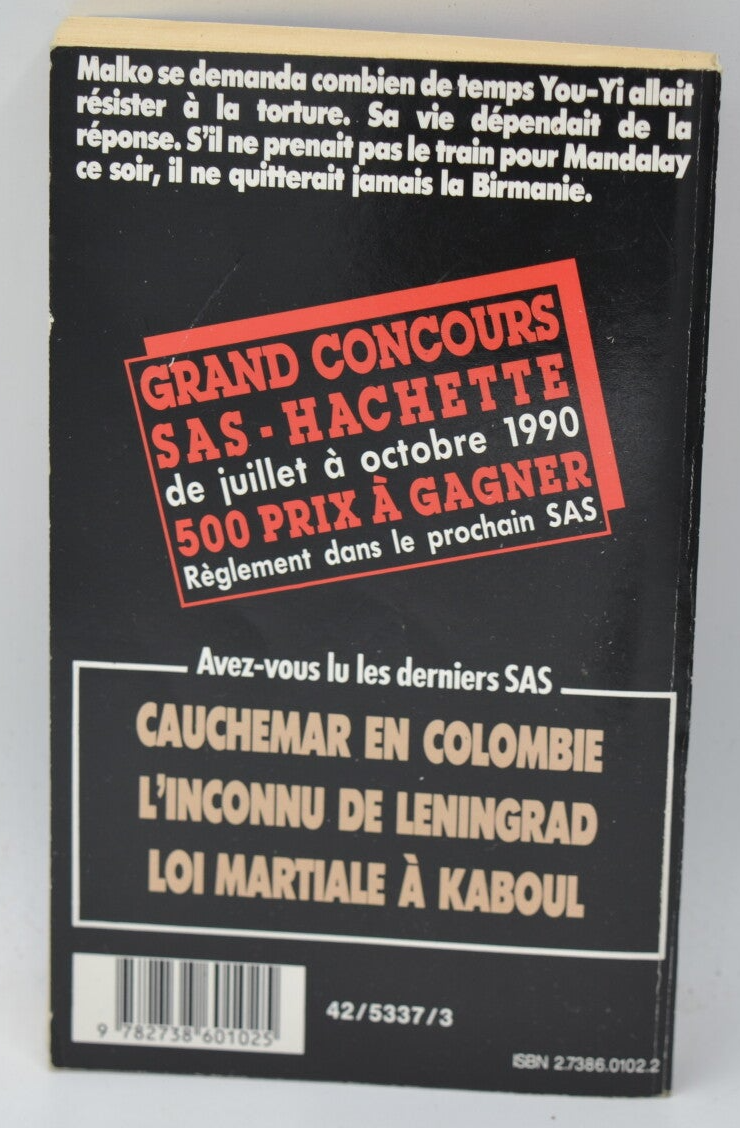 Malko se demanda combien de temps You-Yi allait
résister à la torture. Sa vie dépendait de la
réponse. S'il ne prenait pas le train pour Mandalay
ce soir, il ne quitterait jamais la Birmanie.
GRAND CONCOURS
SAS - HACHETTE
de juillet à octobre 1990
500 PRIX À GAGNER
Règlement dans le prochain SAS
Avez-vous lu les derniers SAS
CAUCHEMAR EN COLOMBIE
L'INCONNU DE LENINGRAD
LOI MARTIALE À KABOUL
9 782738 601025
42/5337/3
ISBN 2.7386.0102.2